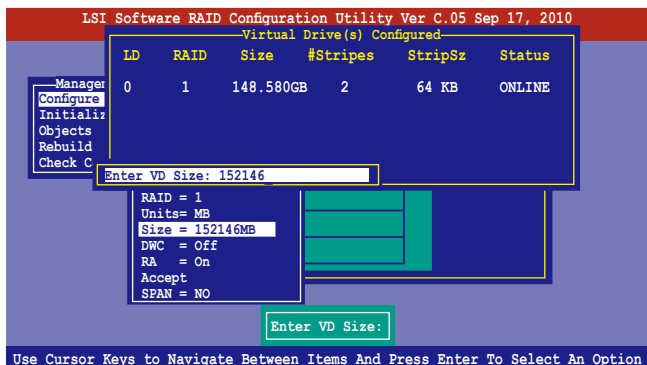 LSI Software RAID Configuration Utility Ver C.05 Sep 17, 2010
Virtual Drive(s) Configured
LD RAID Size #Stripes StripSz Status
0 1 148.580GB 2 64 KB ONLINE
Configure
Objects
Rebuild
Check C
Enter VD Size: 152146_
RAID = 1
Units= MB
Size = 152146MB
DWC = Off
RA = On
Accept
SPAN = NO
Enter VD Size:
Use Cursor Keys to Navigate Between Items And Press Enter To Select An Option